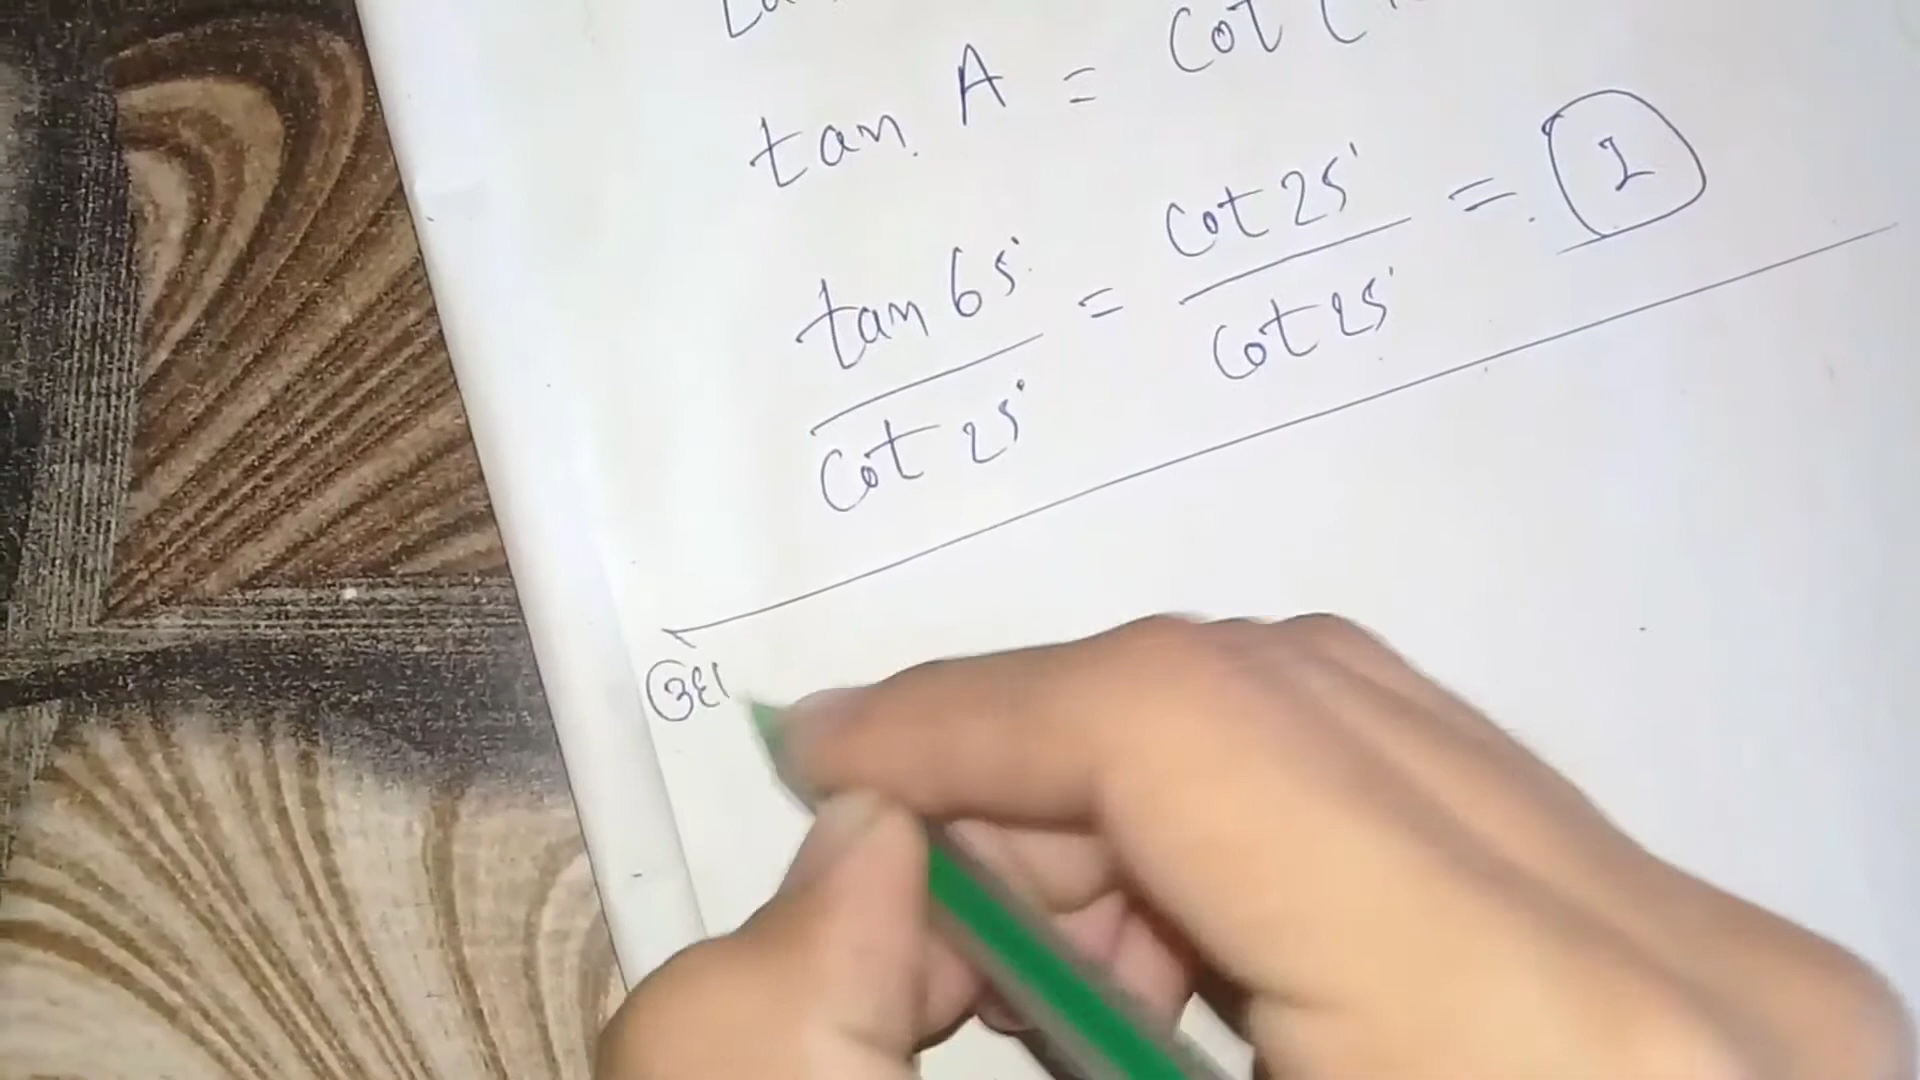 tan A = cot (
tan 65° = cot 25° = 1
cot 25° cot 25°